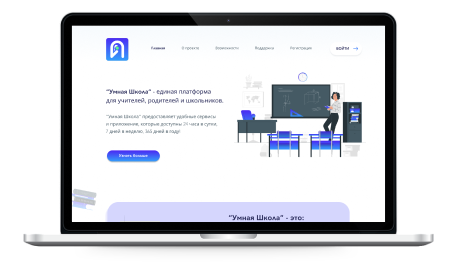 Главная О проекте Возможности Поддержка Регистрация ВОЙТИ →
"Умная Школа" - единая платформа
для учителей, родителей и школьников.
"Умная Школа" предоставляет удобные сервисы
и приложения, которые доступны 24 часа в сутки,
7 дней в неделю, 365 дней в году!
Узнать больше
"Умная Школа" - это: